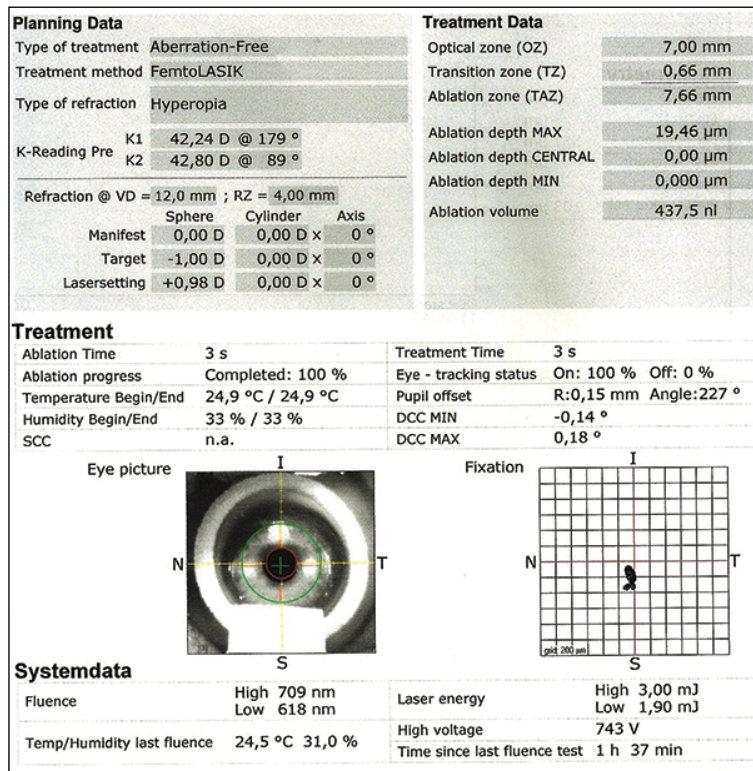 Planning Data
Type of treatment Aberration-Free
Treatment method FemtoLASIK
Type of refraction Hyperopia
K-Reading Pre
K1 42,24 D @ 179 °
K2 42,80 D @ 89 °
Refraction @ VD = 12,0 mm ; RZ = 4,00 mm
Sphere Cylinder Axis
Manifest 0,00 D 0,00 D x 0 °
Target -1,00 D 0,00 D x 0 °
Lasersetting +0,98 D 0,00 D x 0 °
Treatment Data
Optical zone (OZ) 7,00 mm
Transition zone (TZ) 0,66 mm
Ablation zone (TAZ) 7,66 mm
Ablation depth MAX 19,46 µm
Ablation depth CENTRAL 0,00 µm
Ablation depth MIN 0,000 µm
Ablation volume 437,5 nl
Treatment
Ablation Time 3 s
Ablation progress Completed: 100 %
Temperature Begin/End 24,9 °C / 24,9 °C
Humidity Begin/End 33 % / 33 %
SCC n.a.
Treatment Time 3 s
Eye - tracking status On: 100 % Off: 0 %
Pupil offset R:0,15 mm Angle:227 °
DCC MIN -0,14 °
DCC MAX 0,18 °
Eye picture
I
N T
S
Fixation
I
N T
grid: 200 µm
S
Systemdata
Fluence High 709 nm
Low 618 nm
Temp/Humidity last fluence 24,5 °C 31,0 %
Laser energy High 3,00 mJ
Low 1,90 mJ
High voltage 743 V
Time since last fluence test 1 h 37 min